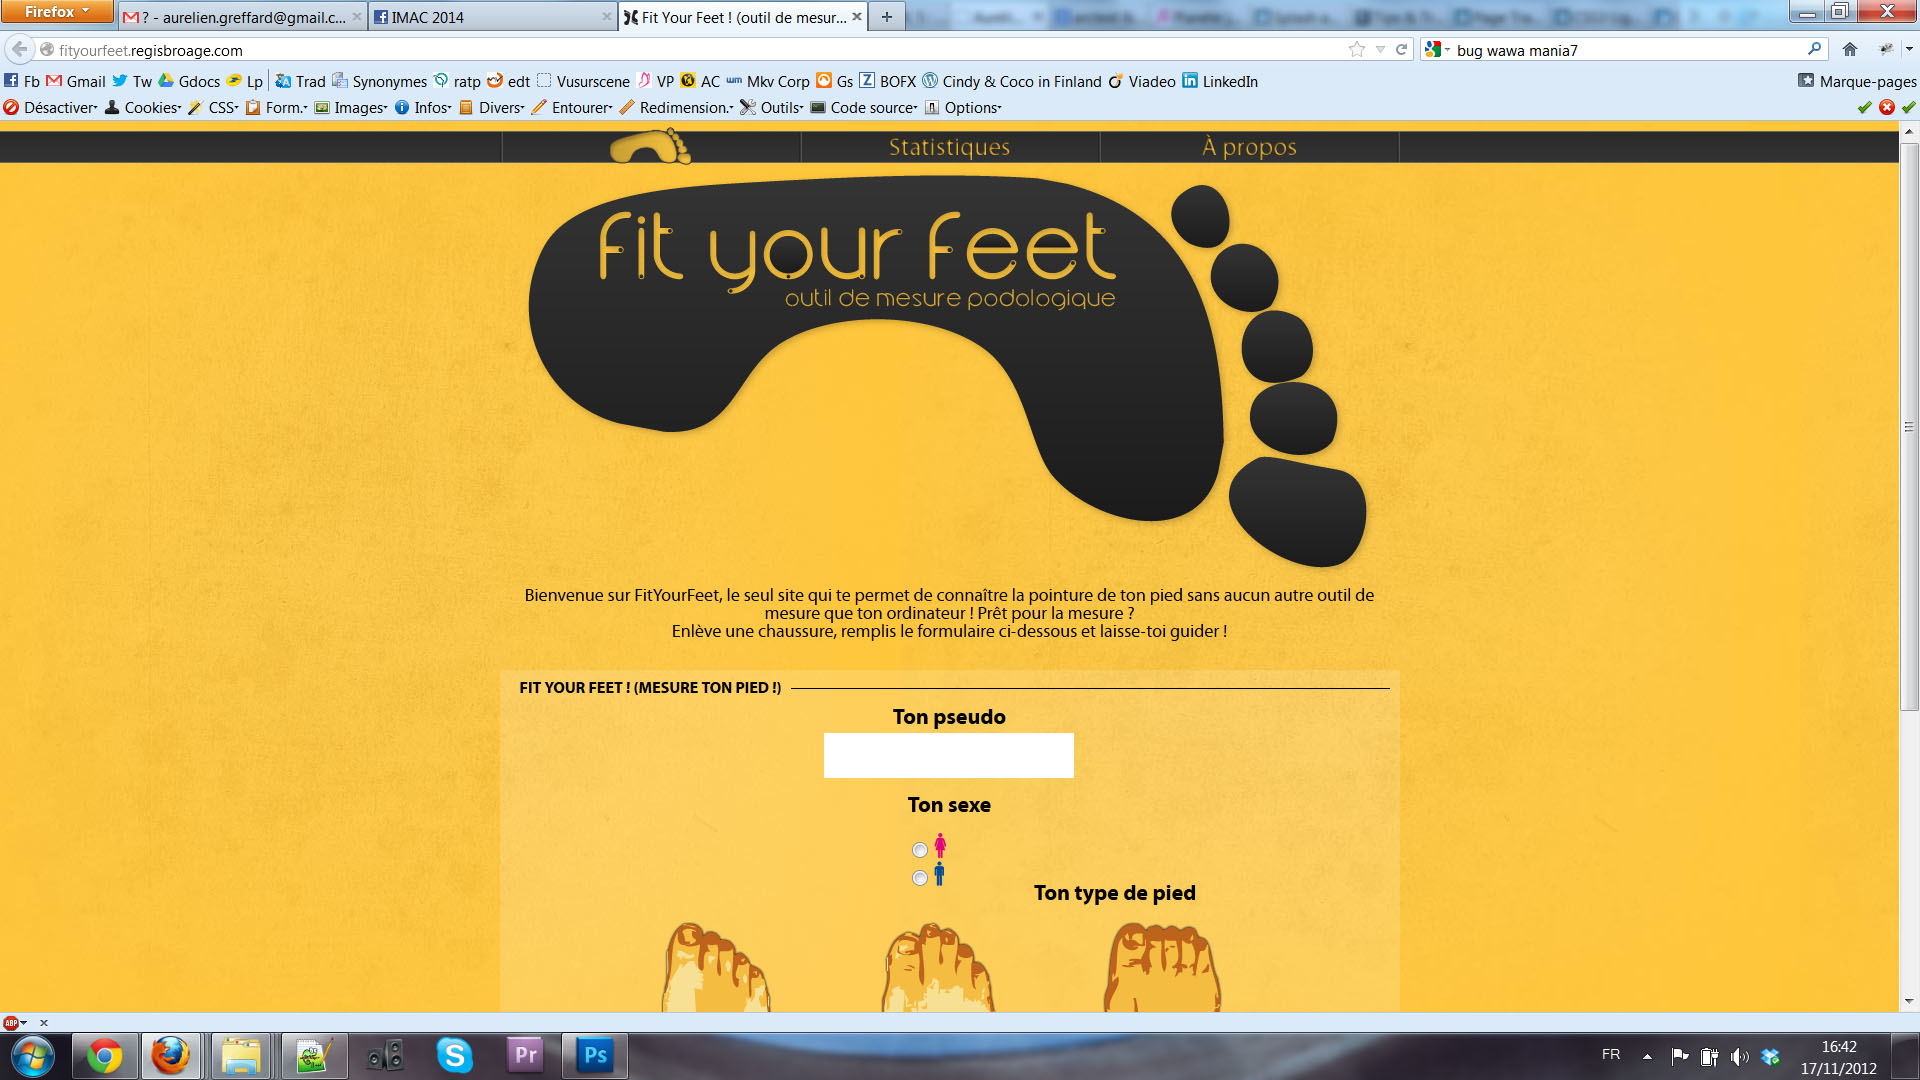 Firefox
? - aurelien.greffard@gmail.c...
IMAC 2014
Fit Your Feet ! (outil de mesur...
fityourfeet.regisbroage.com
bug wawa mania7
Fb
Gmail
Tw
Gdocs
Lp
Trad
Synonymes
ratp
edt
Vusurscene
VP
AC
Mkv Corp
Gs
BOFX
Cindy & Coco in Finland
Viadeo
LinkedIn
Marque-pages
Désactiver
Cookies
CSS
Form.
Images
Infos
Divers
Entourer
Redimension.
Outils
Code source
Options
Statistiques
À propos
fit your feet
outil de mesure podologique
Bienvenue sur FitYourFeet, le seul site qui te permet de connaître la pointure de ton pied sans aucun autre outil de
mesure que ton ordinateur ! Prêt pour la mesure ?
Enlève une chaussure, remplis le formulaire ci-dessous et laisse-toi guider !
FIT YOUR FEET ! (MESURE TON PIED !)
Ton pseudo
Ton sexe
Ton type de pied
ABP
Pr
Ps
FR
16:42
17/11/2012